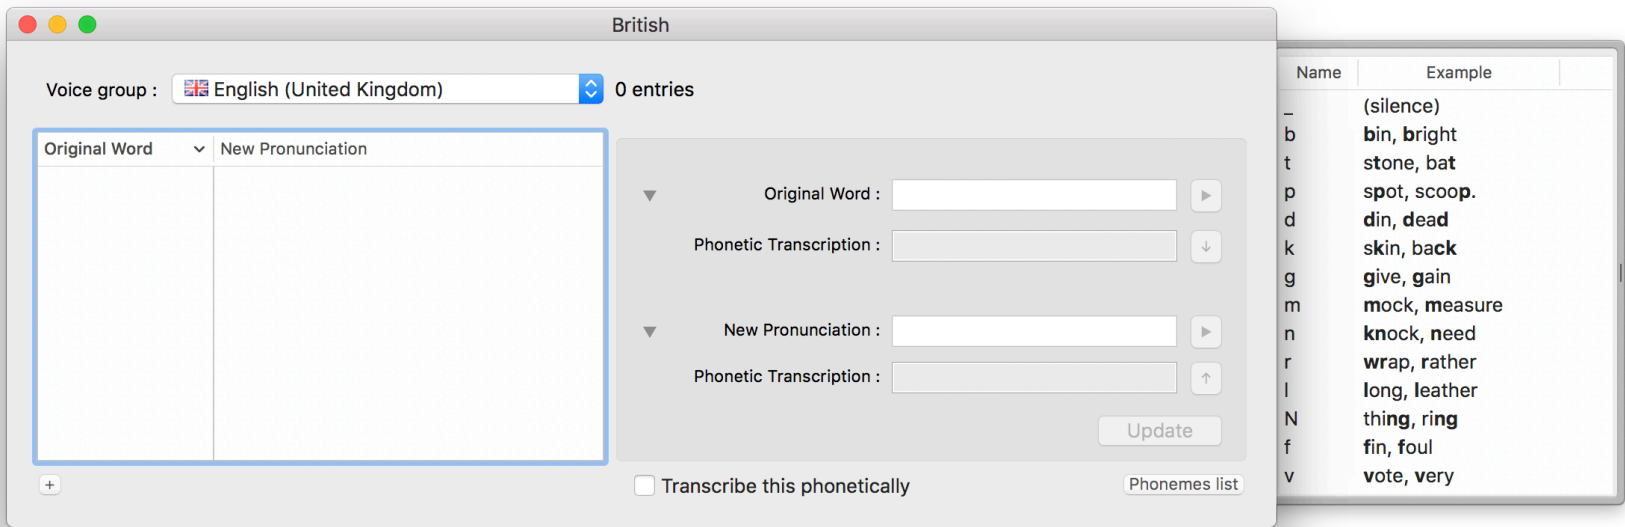 British
Voice group : English (United Kingdom) 0 entries
Original Word New Pronunciation
Original Word :
Phonetic Transcription :
New Pronunciation :
Phonetic Transcription :
Update
+
Transcribe this phonetically
Phonemes list
Name Example
_ (silence)
b bin, bright
t stone, bat
p spot, scoop.
d din, dead
k skin, back
g give, gain
m mock, measure
n knock, need
r wrap, rather
l long, leather
N thing, ring
f fin, foul
v vote, very